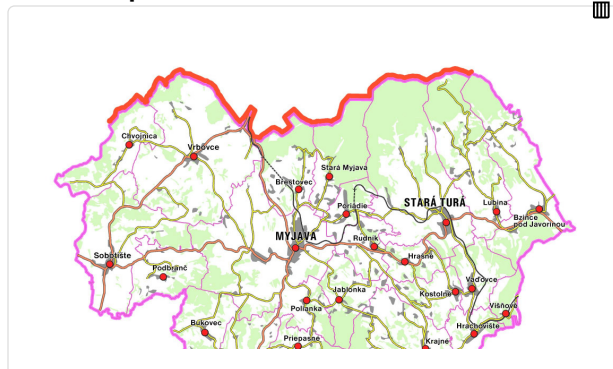 Chvojnica
Vrbovce
Stará Myjava
Brestovec
Poriadie
STARÁ TURÁ
Lubina
Bzince
pod Javorinou
MYJAVA
Rudník
Sobotište
Hrašné
Podbranč
Vaďovce
Kostolné
Jablonka
Polianka
Višňové
Bukovec
Hrachovište
Priepasné
Krajné